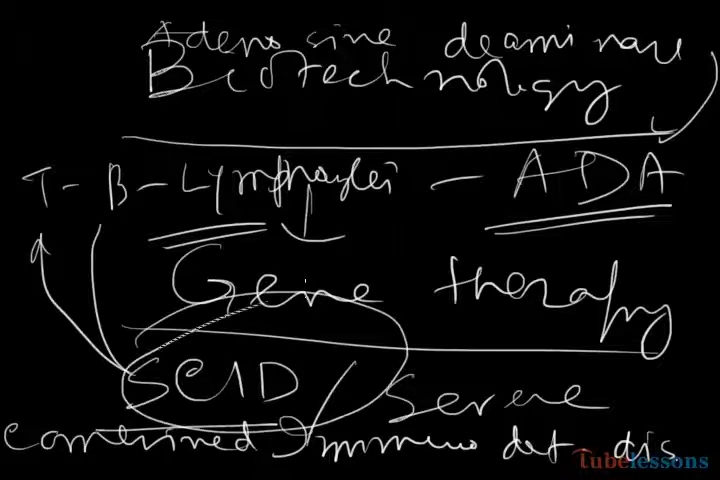 Adenosine deaminase
Biotechnology
T - B - Lymphocytes - ADA
Gene therapy
SCID / Severe
combined Immuno def dis
Tubelessons